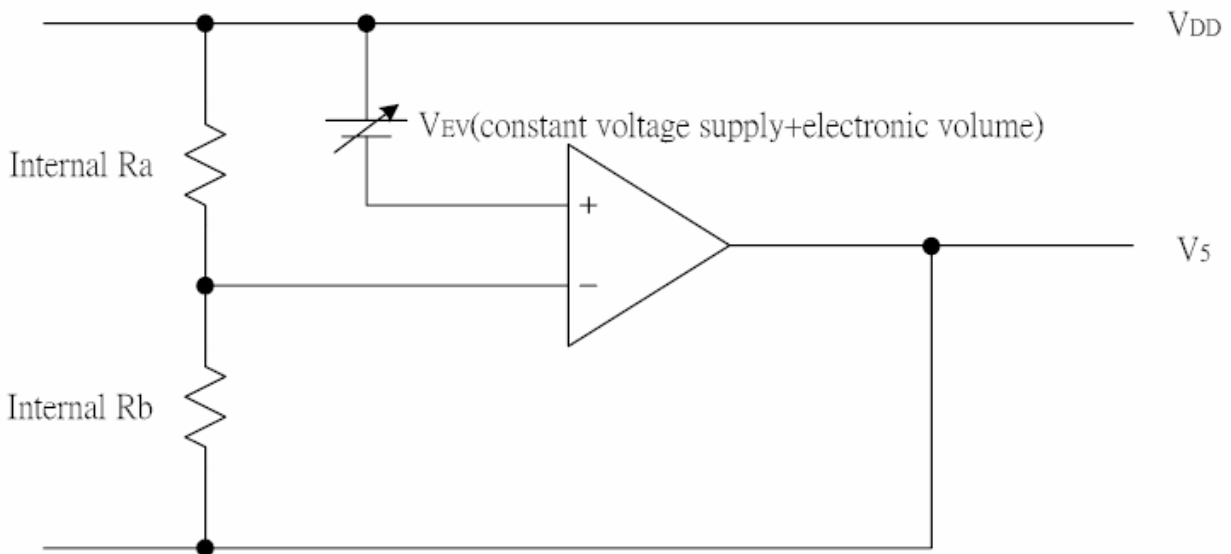 VDD
VEV(constant voltage supply+electronic volume)
Internal Ra
+
V5
−
Internal Rb